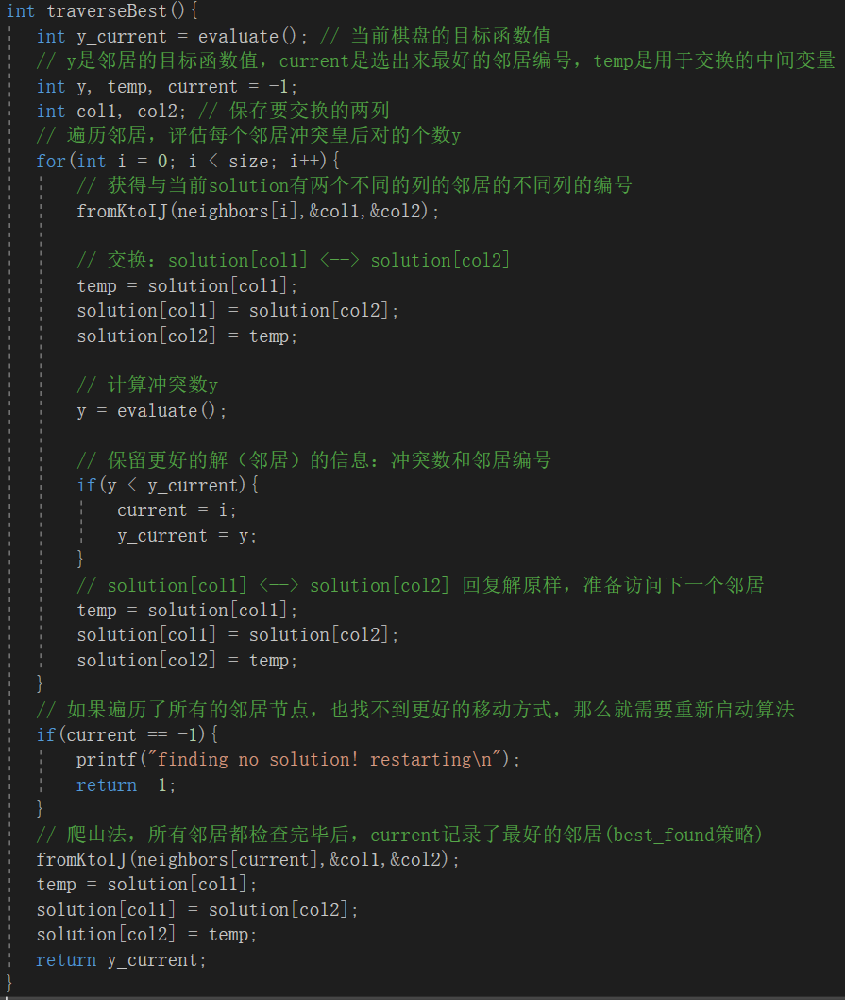 int traverseBest(){
int y_current = evaluate(); // 当前棋盘的目标函数值
// y是邻居的目标函数值，current是选出来最好的邻居编号，temp是用于交换的中间变量
int y, temp, current = -1;
int col1, col2; // 保存要交换的两列
// 遍历邻居，评估每个邻居冲突皇后对的个数y
for(int i = 0; i < size; i++){
// 获得与当前solution有两个不同的列的邻居的不同列的编号
fromKtoIJ(neighbors[i],&col1,&col2);
// 交换：solution[col1] <--> solution[col2]
temp = solution[col1];
solution[col1] = solution[col2];
solution[col2] = temp;
// 计算冲突数y
y = evaluate();
// 保留更好的解（邻居）的信息：冲突数和邻居编号
if(y < y_current){
current = i;
y_current = y;
}
// solution[col1] <--> solution[col2] 回复解原样，准备访问下一个邻居
temp = solution[col1];
solution[col1] = solution[col2];
solution[col2] = temp;
}
// 如果遍历了所有的邻居节点，也找不到更好的移动方式，那么就需要重新启动算法
if(current == -1){
printf("finding no solution! restarting\n");
return -1;
}
// 爬山法，所有邻居都检查完毕后，current记录了最好的邻居(best_found策略)
fromKtoIJ(neighbors[current],&col1,&col2);
temp = solution[col1];
solution[col1] = solution[col2];
solution[col2] = temp;
return y_current;
}